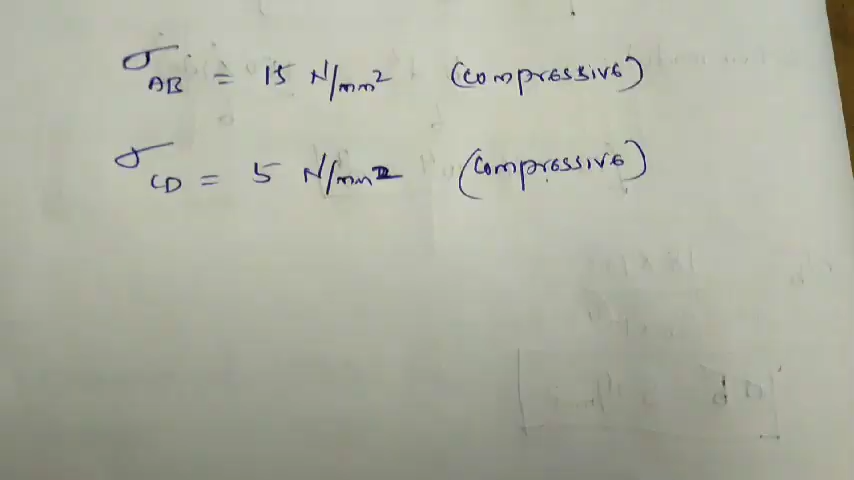 σAB = 15 N/mm² (compressive)
σCD = 5 N/mm² (compressive)